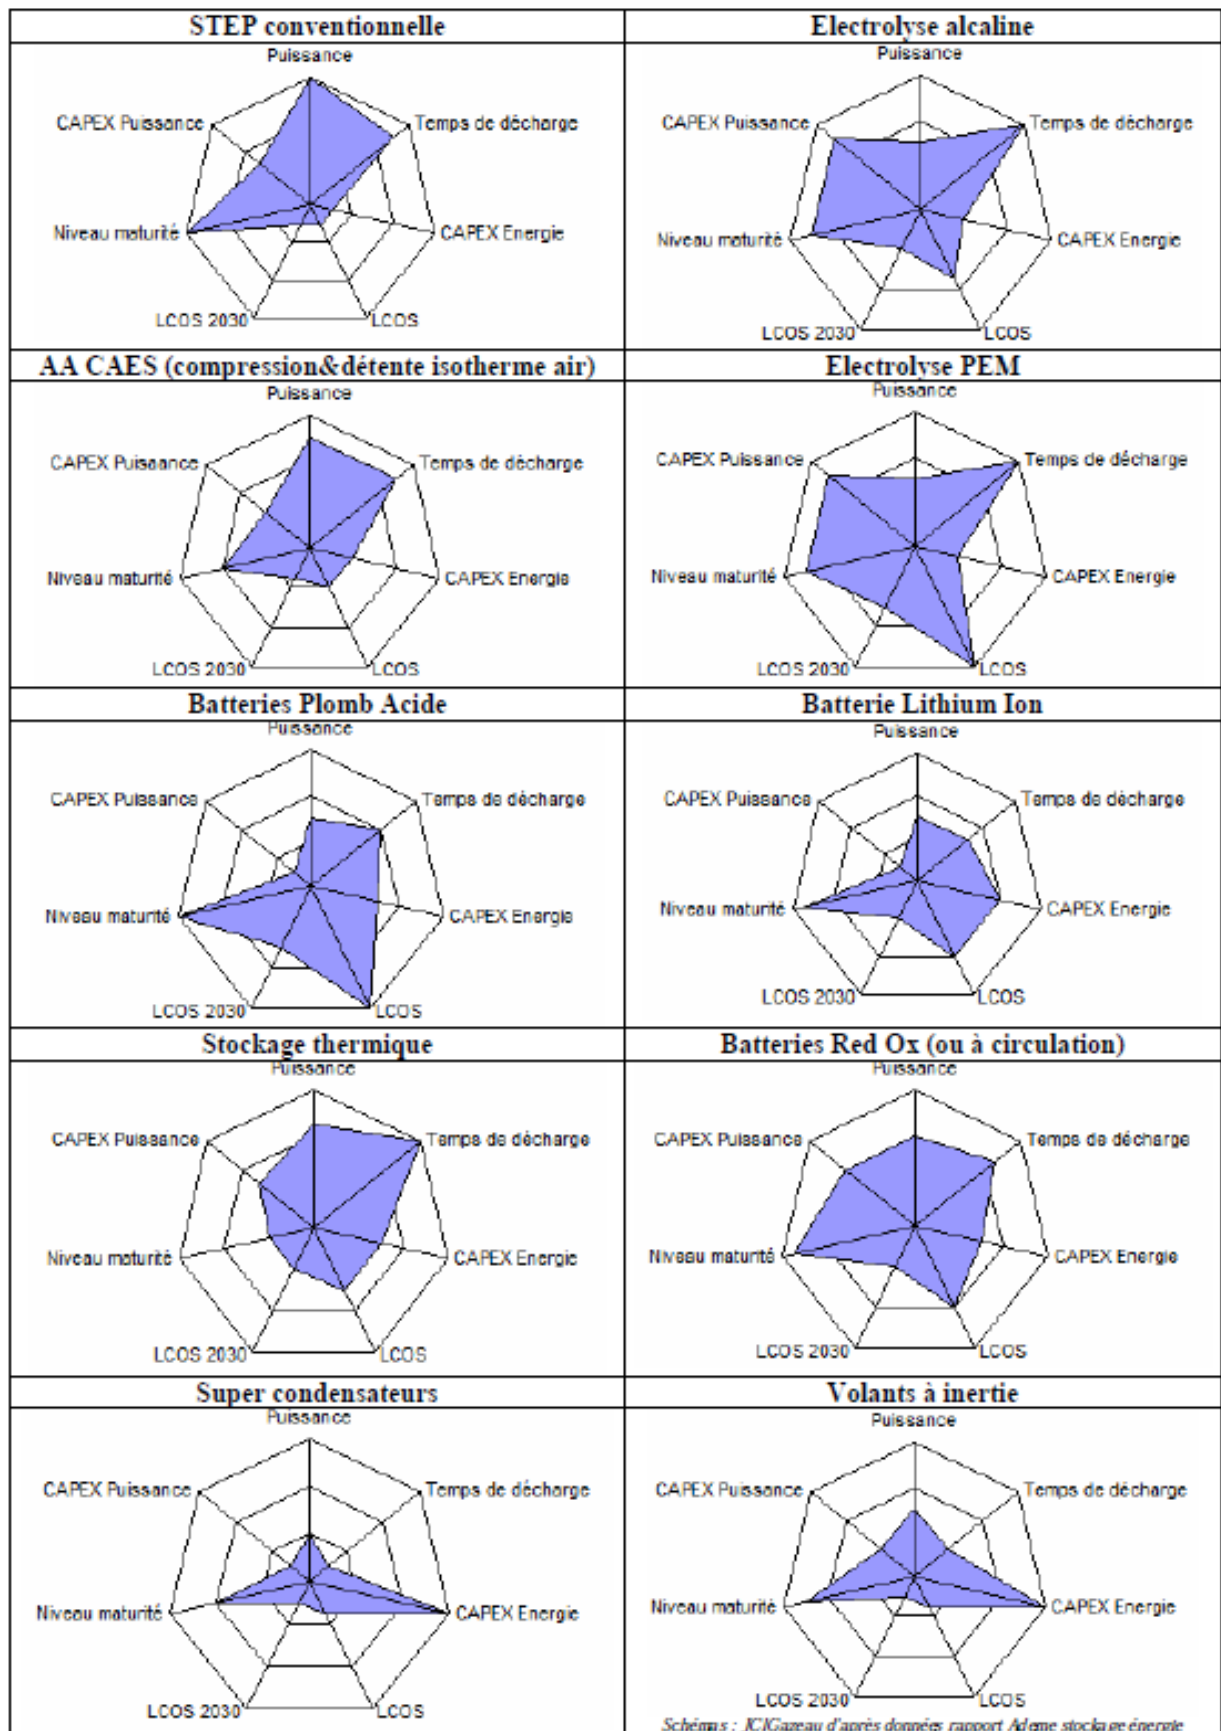 STEP conventionnelle
Puissance
Temps de décharge
CAPEX Energie
LCOS
LCOS 2030
Niveau maturité
CAPEX Puissance
Electrolyse alcaline
Puissance
Temps de décharge
CAPEX Energie
LCOS
LCOS 2030
Niveau maturité
CAPEX Puissance
AA CAES (compression&détente isotherme air)
Puissance
Temps de décharge
CAPEX Energie
LCOS
LCOS 2030
Niveau maturité
CAPEX Puissance
Electrolyse PEM
Puissance
Temps de décharge
CAPEX Energie
LCOS
LCOS 2030
Niveau maturité
CAPEX Puissance
Batteries Plomb Acide
Puissance
Temps de décharge
CAPEX Energie
LCOS
LCOS 2030
Niveau maturité
CAPEX Puissance
Batterie Lithium Ion
Puissance
Temps de décharge
CAPEX Energie
LCOS
LCOS 2030
Niveau maturité
CAPEX Puissance
Stockage thermique
Puissance
Temps de décharge
CAPEX Energie
LCOS
LCOS 2030
Niveau maturité
CAPEX Puissance
Batteries Red Ox (ou à circulation)
Puissance
Temps de décharge
CAPEX Energie
LCOS
LCOS 2030
Niveau maturité
CAPEX Puissance
Super condensateurs
Puissance
Temps de décharge
CAPEX Energie
LCOS
LCOS 2030
Niveau maturité
CAPEX Puissance
Volants à inertie
Puissance
Temps de décharge
CAPEX Energie
LCOS
LCOS 2030
Niveau maturité
CAPEX Puissance
Schémas : JCIGazeau d'après données rapport Ademe stockage énergie